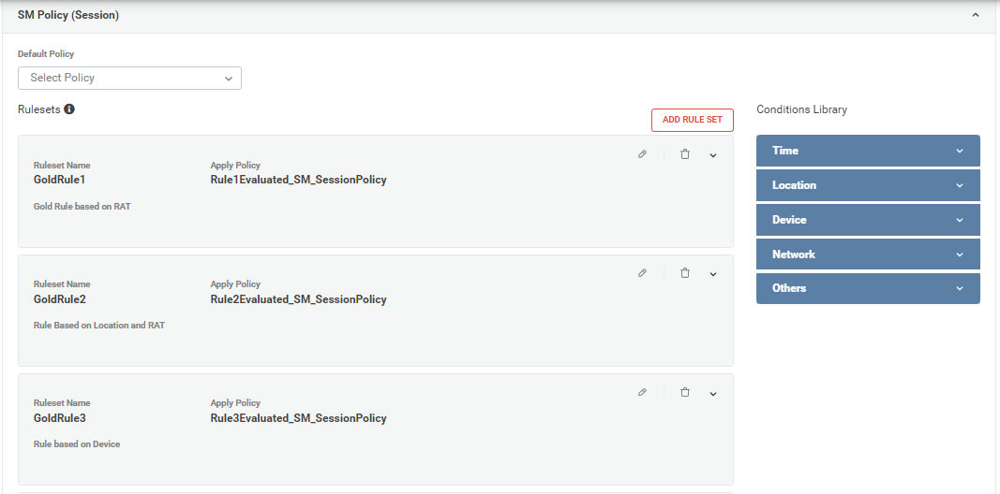 SM Policy (Session)
Default Policy
Select Policy
Rulesets
ADD RULE SET
Ruleset Name
Apply Policy
GoldRule1
Rule1Evaluated_SM_SessionPolicy
Gold Rule based on RAT
Ruleset Name
Apply Policy
GoldRule2
Rule2Evaluated_SM_SessionPolicy
Rule Based on Location and RAT
Ruleset Name
Apply Policy
GoldRule3
Rule3Evaluated_SM_SessionPolicy
Rule based on Device
Conditions Library
Time
Location
Device
Network
Others